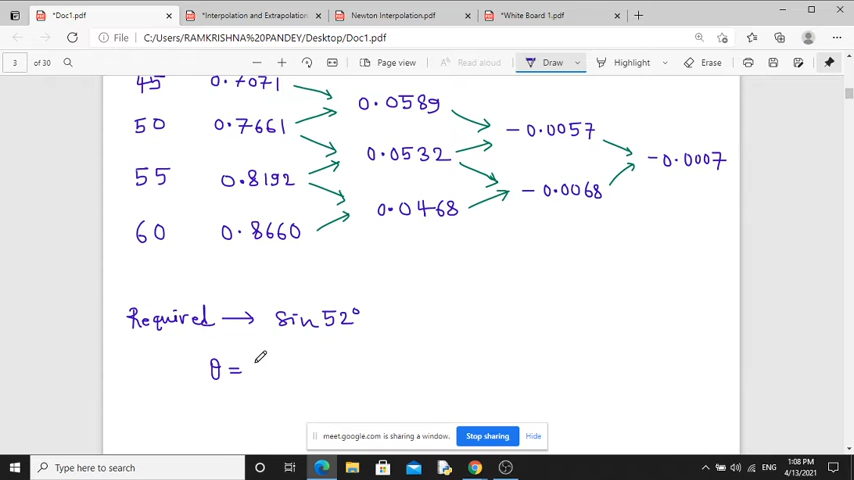 *Doc1.pdf
*Interpolation and Extrapolation
Newton Interpolation.pdf
*White Board 1.pdf
File C:/Users/RAMKRISHNA%20PANDEY/Desktop/Doc1.pdf
3 of 30 Page view Read aloud Draw Highlight Erase
45 0.7071
0.0589
50 0.7661 -0.0057
0.0532 -0.0007
55 0.8192 -0.0068
0.0468
60 0.8660
Required → Sin 52°
θ =
meet.google.com is sharing a window. Stop sharing Hide
Type here to search
ENG
1:08 PM
4/13/2021